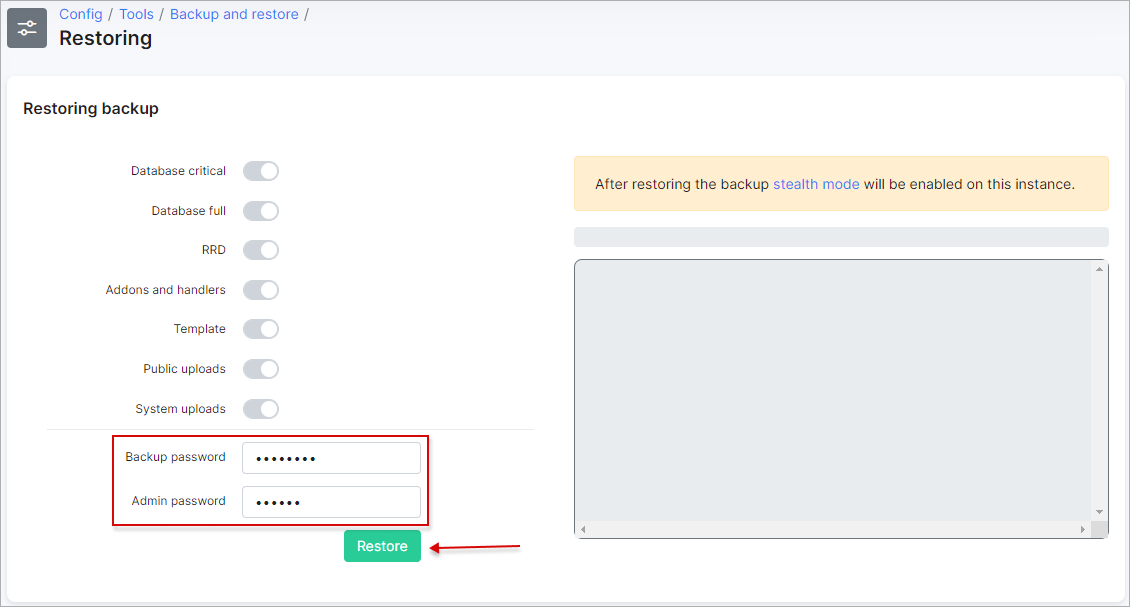 Config / Tools / Backup and restore /
Restoring
Restoring backup
Database critical
Database full
RRD
Addons and handlers
Template
Public uploads
System uploads
Backup password ••••••••
Admin password ••••••
Restore
After restoring the backup stealth mode will be enabled on this instance.